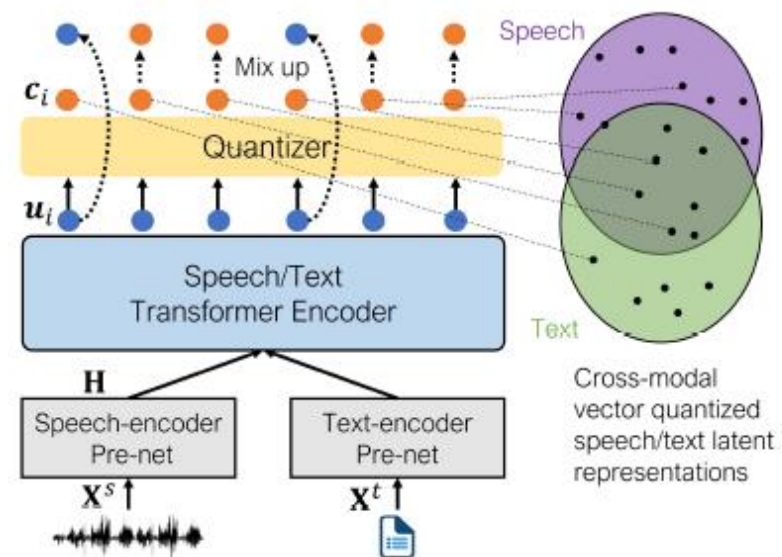 Speech
Mix up
c_i
Quantizer
u_i
Speech/Text
Transformer Encoder
Text
H
Speech-encoder
Pre-net
Text-encoder
Pre-net
Cross-modal
vector quantized
speech/text latent
representations
X^s
X^t